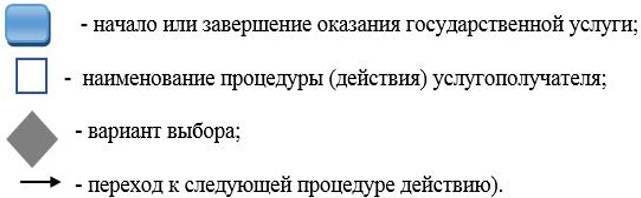 - начало или завершение оказания государственной услуги;
- наименование процедуры (действия) услугополучателя;
- вариант выбора;
- переход к следующей процедуре действию).